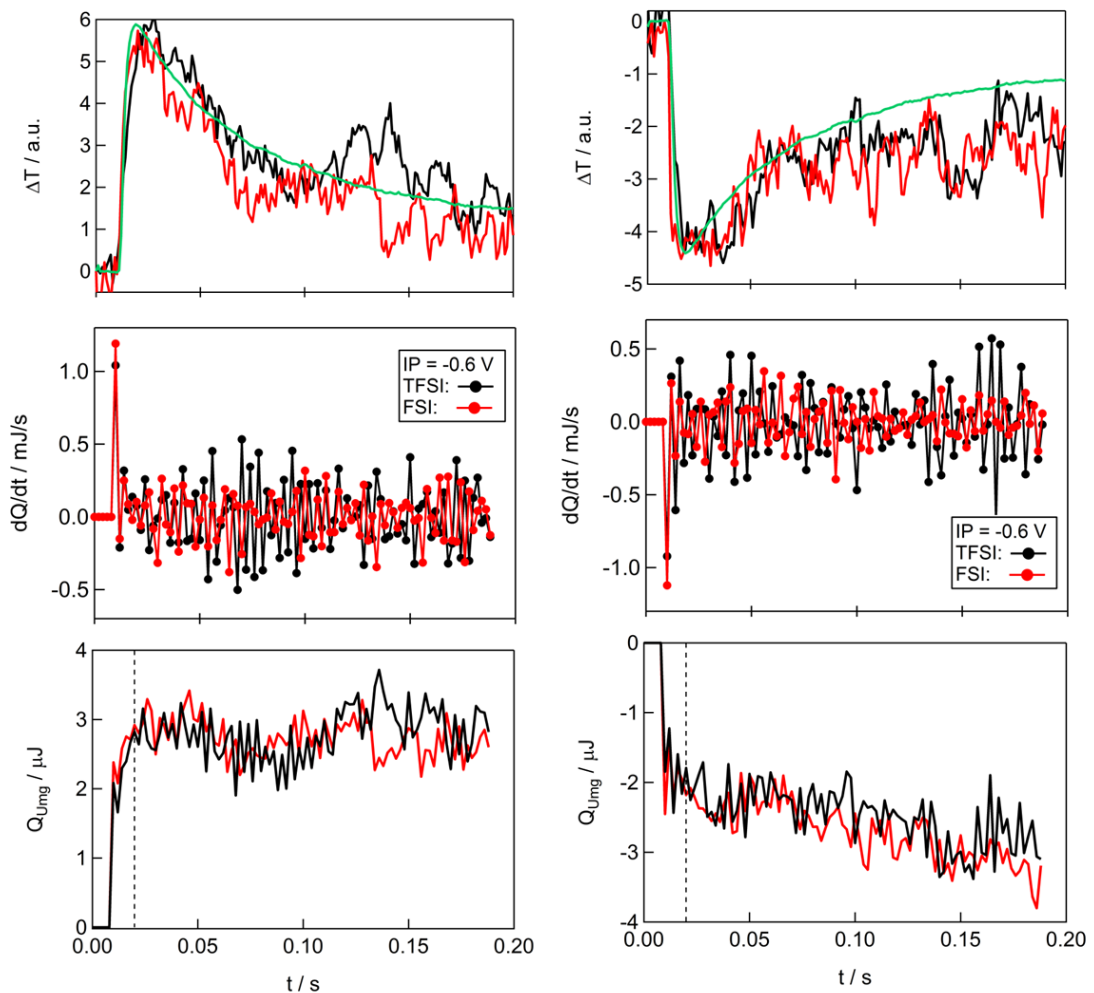 6
5
4
3
2
1
0
ΔT / a.u.
0
-1
-2
-3
-4
-5
ΔT / a.u.
1.0
0.5
0.0
-0.5
dQ/dt / mJ/s
IP = -0.6 V
TFSI:
FSI:
0.5
0.0
-0.5
-1.0
dQ/dt / mJ/s
IP = -0.6 V
TFSI:
FSI:
4
3
2
1
0
Q_Umg / µJ
0.00
0.05
0.10
0.15
0.20
t / s
0
-1
-2
-3
-4
Q_Umg / µJ
0.00
0.05
0.10
0.15
0.20
t / s